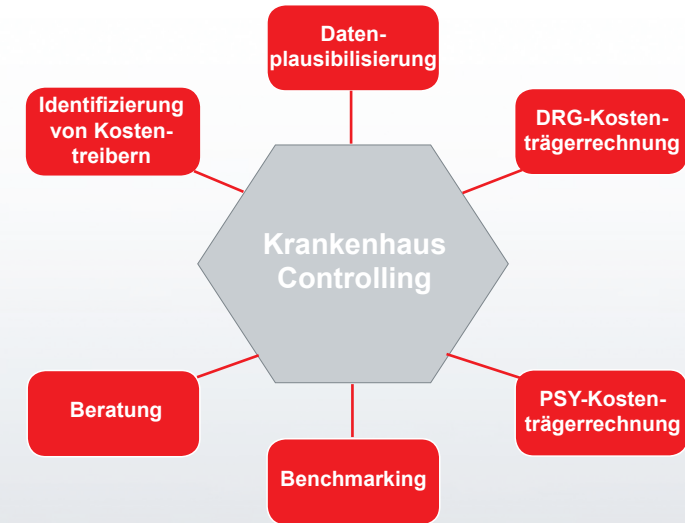 Daten-
plausibilisierung
Identifizierung
von Kosten-
treibern
DRG-Kosten-
trägerrechnung
Krankenhaus
Controlling
Beratung
PSY-Kosten-
trägerrechnung
Benchmarking